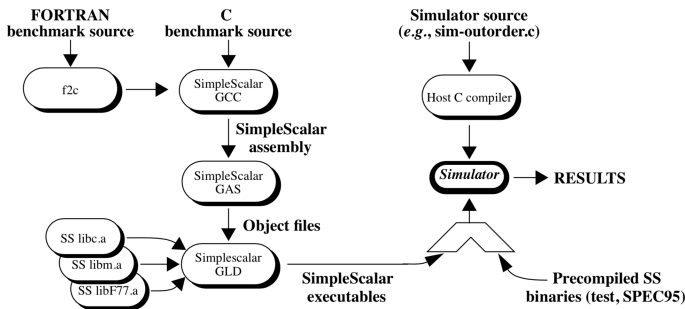 FORTRAN
benchmark source
C
benchmark source
Simulator source
(e.g., sim-outorder.c)
f2c
SimpleScalar
GCC
Host C compiler
SimpleScalar
assembly
SimpleScalar
GAS
Simulator
RESULTS
Object files
SS libc.a
SS libm.a
SS libF77.a
Simplescalar
GLD
SimpleScalar
executables
Precompiled SS
binaries (test, SPEC95)